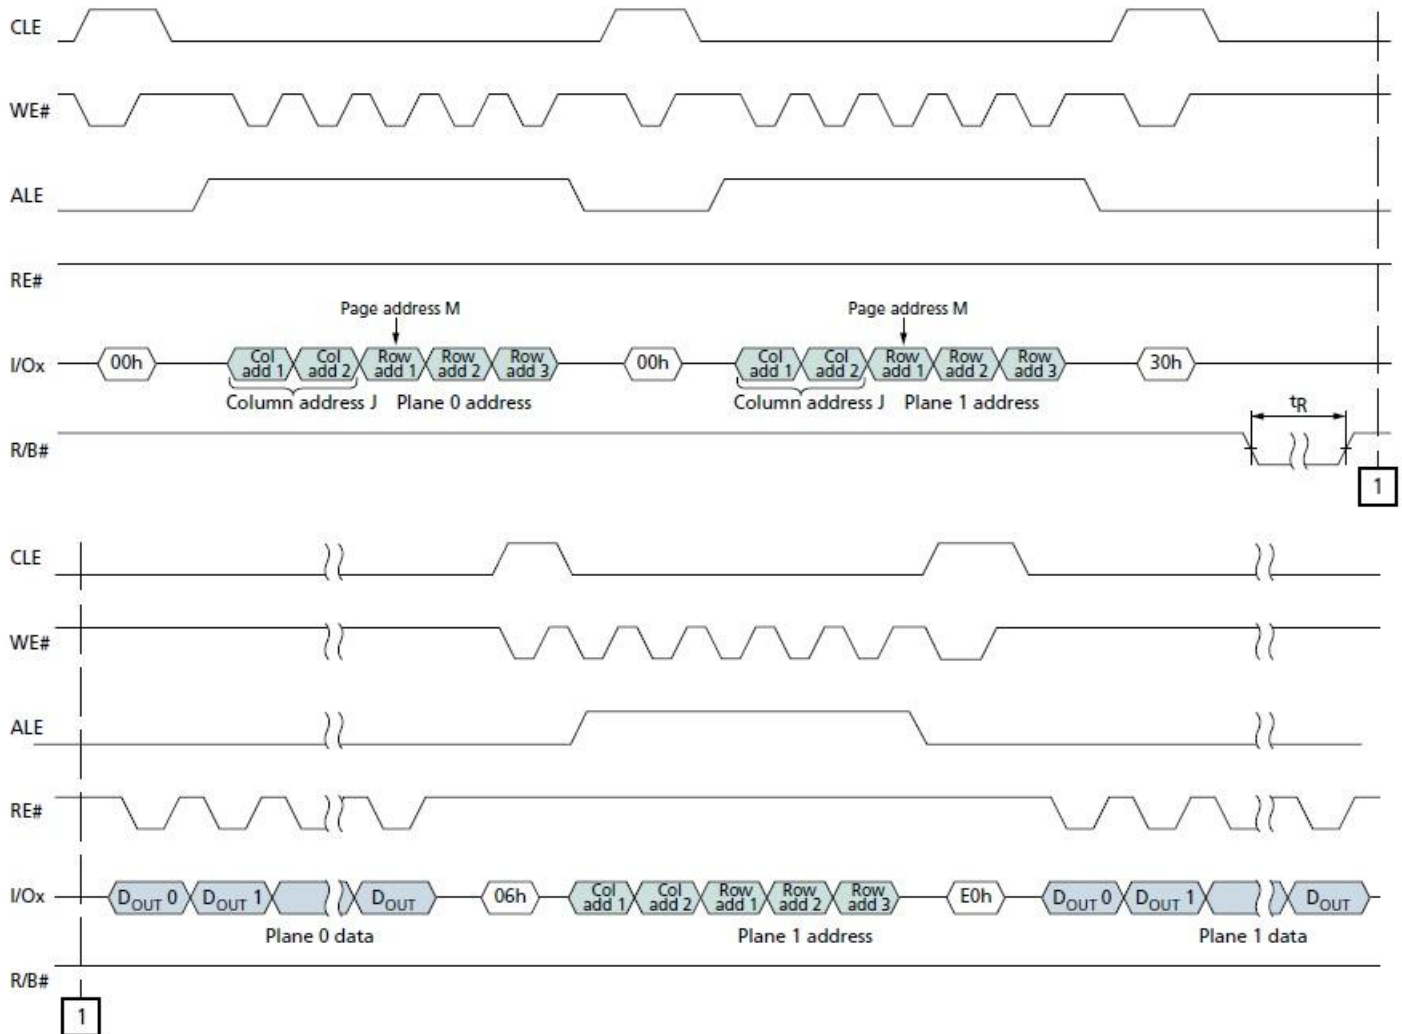 CLE
WE#
ALE
RE#
Page address M Page address M
I/Ox 00h Col add 1 Col add 2 Row add 1 Row add 2 Row add 3 00h Col add 1 Col add 2 Row add 1 Row add 2 Row add 3 30h
Column address J Plane 0 address Column address J Plane 1 address
tR
R/B#
1
CLE
WE#
ALE
RE#
I/Ox DOUT 0 DOUT 1 DOUT 06h Col add 1 Col add 2 Row add 1 Row add 2 Row add 3 E0h DOUT 0 DOUT 1 DOUT
Plane 0 data Plane 1 address Plane 1 data
R/B#
1